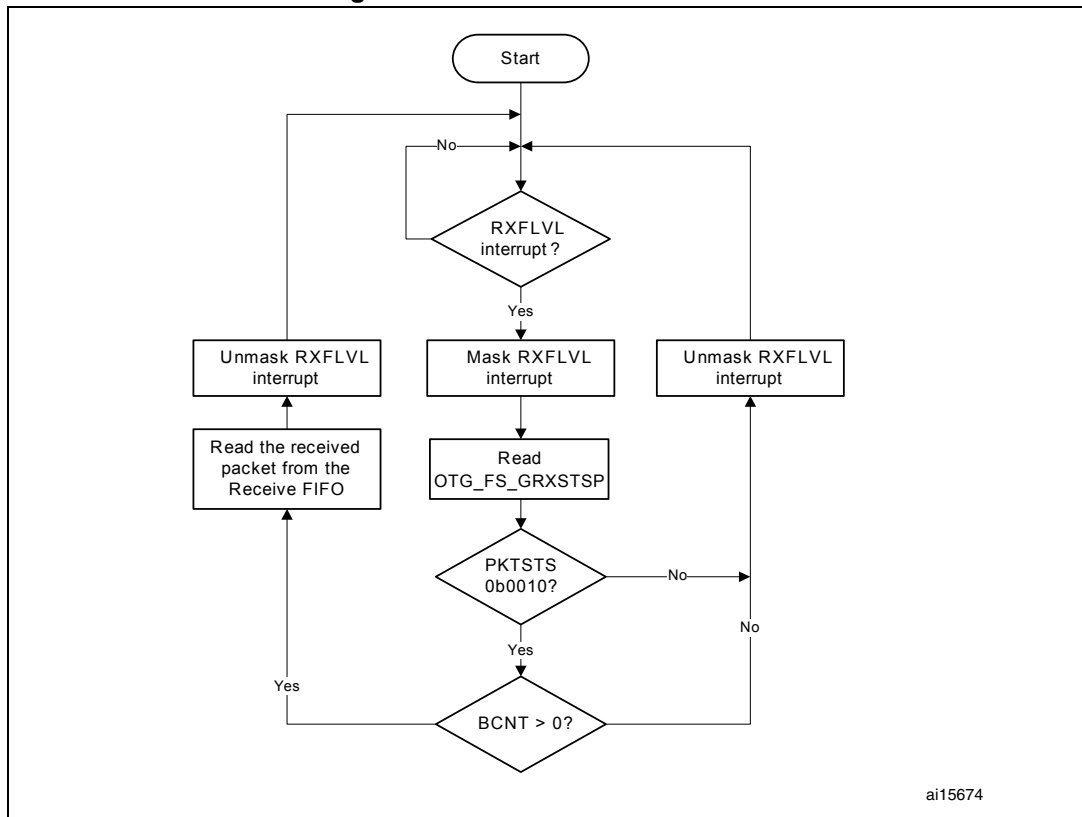 Start
No
RXFLVL
interrupt ?
Yes
Unmask RXFLVL
interrupt
Mask RXFLVL
interrupt
Unmask RXFLVL
interrupt
Read the received
packet from the
Receive FIFO
Read
OTG_FS_GRXSTSP
PKTSTS
0b0010?
No
No
Yes
Yes
BCNT > 0?
ai15674